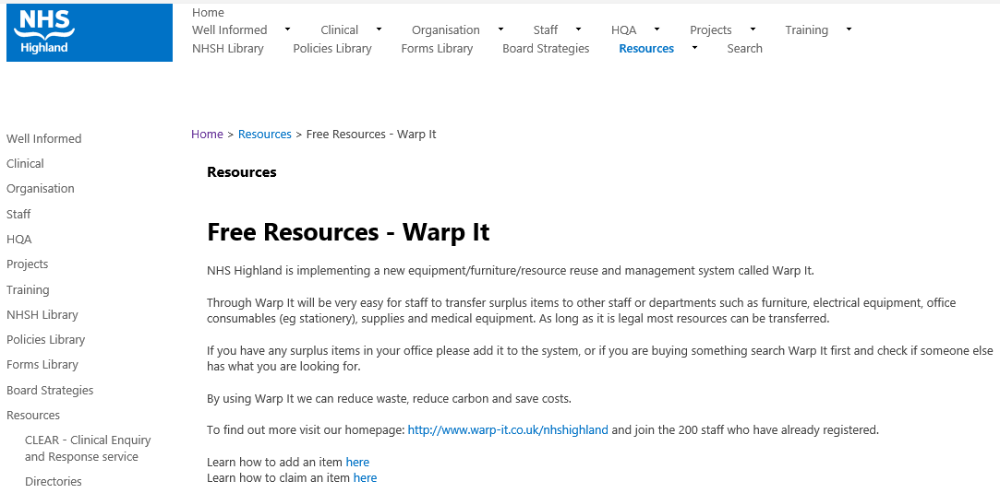 NHS
Highland
Home
Well Informed Clinical Organisation Staff HQA Projects Training
NHSH Library Policies Library Forms Library Board Strategies Resources Search
Well Informed
Clinical
Organisation
Staff
HQA
Projects
Training
NHSH Library
Policies Library
Forms Library
Board Strategies
Resources
CLEAR - Clinical Enquiry
and Response service
Directories
Home > Resources > Free Resources - Warp It
Resources
Free Resources - Warp It
NHS Highland is implementing a new equipment/furniture/resource reuse and management system called Warp It.
Through Warp It will be very easy for staff to transfer surplus items to other staff or departments such as furniture, electrical equipment, office
consumables (eg stationery), supplies and medical equipment. As long as it is legal most resources can be transferred.
If you have any surplus items in your office please add it to the system, or if you are buying something search Warp It first and check if someone else
has what you are looking for.
By using Warp It we can reduce waste, reduce carbon and save costs.
To find out more visit our homepage: http://www.warp-it.co.uk/nhshighland and join the 200 staff who have already registered.
Learn how to add an item here
Learn how to claim an item here